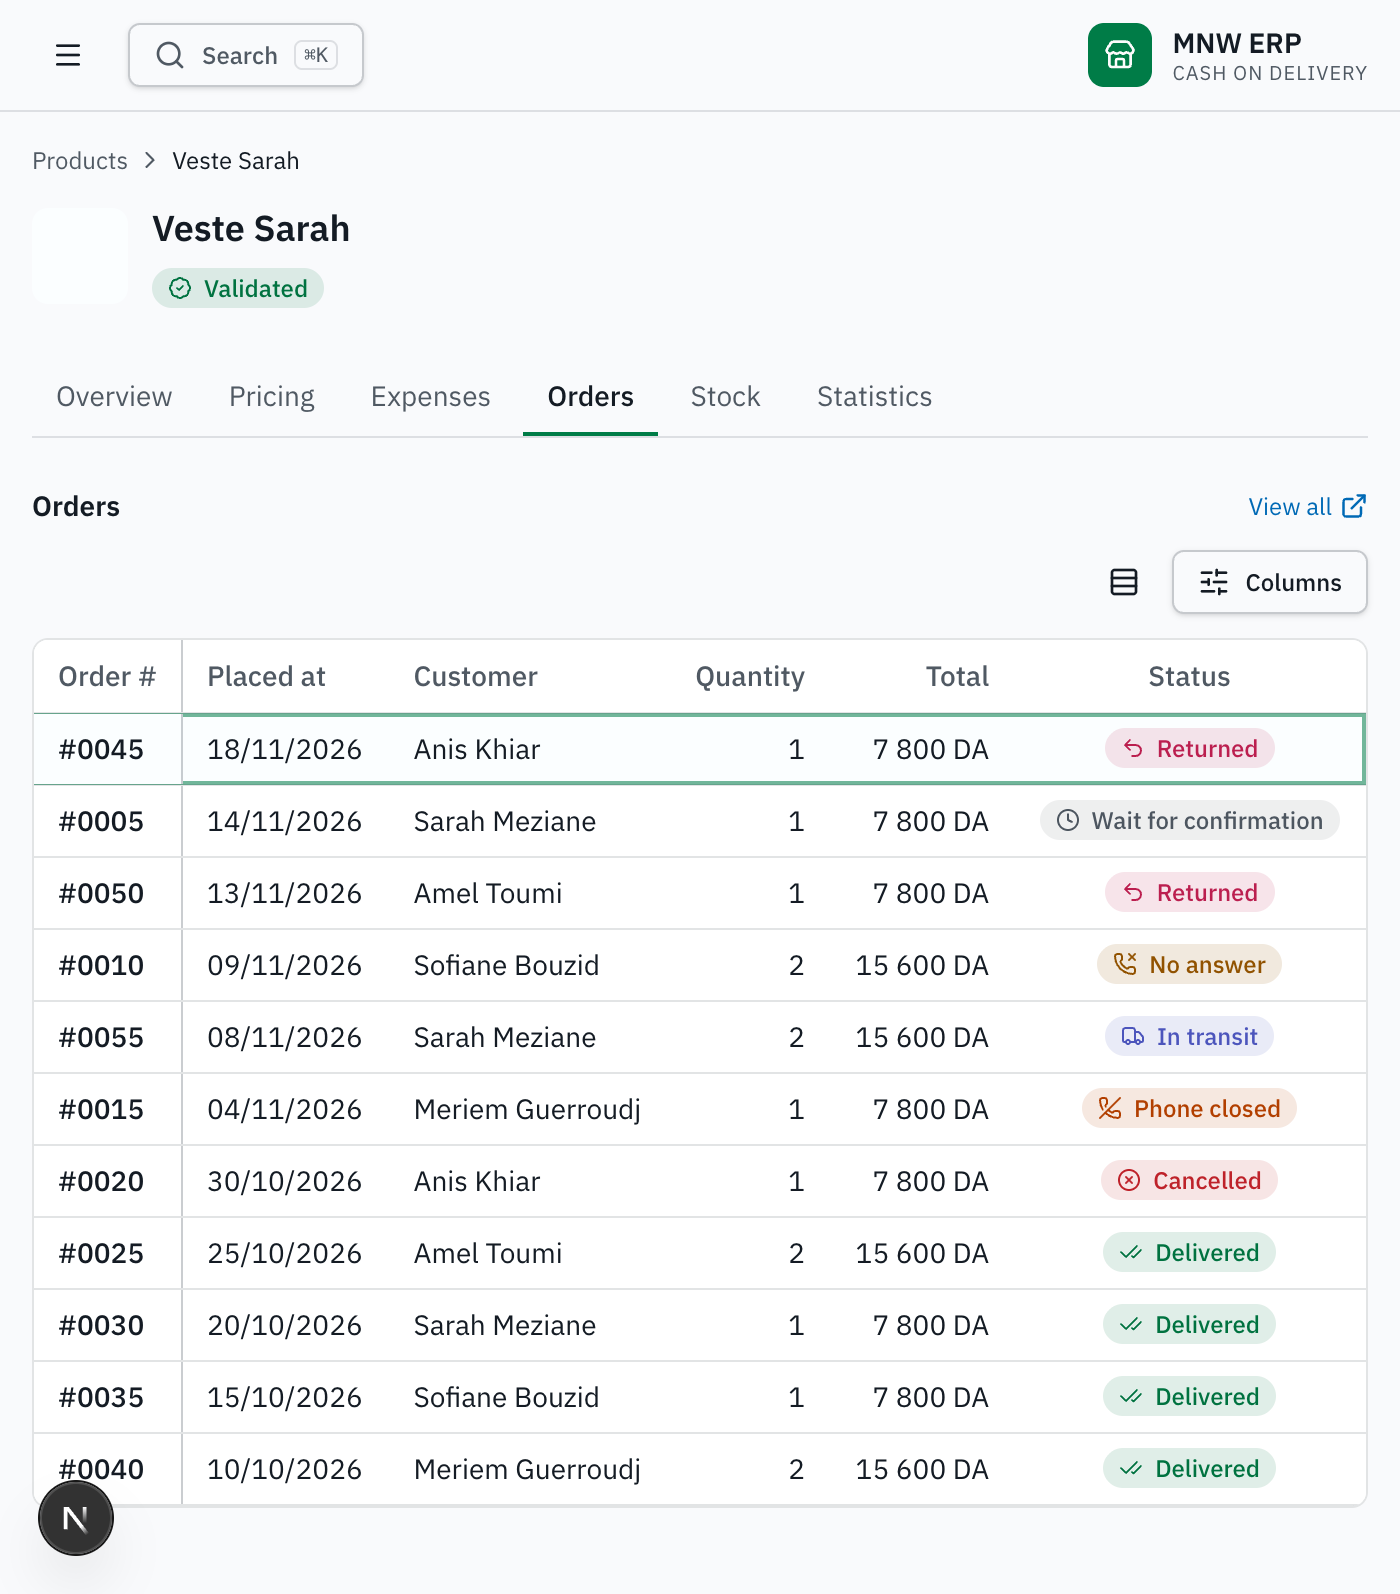 Search ⌘K
MNW ERP
CASH ON DELIVERY
Products > Veste Sarah
Veste Sarah
Validated
Overview Pricing Expenses Orders Stock Statistics
Orders View all
Columns
Order # Placed at Customer Quantity Total Status
#0045 18/11/2026 Anis Khiar 1 7 800 DA Returned
#0005 14/11/2026 Sarah Meziane 1 7 800 DA Wait for confirmation
#0050 13/11/2026 Amel Toumi 1 7 800 DA Returned
#0010 09/11/2026 Sofiane Bouzid 2 15 600 DA No answer
#0055 08/11/2026 Sarah Meziane 2 15 600 DA In transit
#0015 04/11/2026 Meriem Guerroudj 1 7 800 DA Phone closed
#0020 30/10/2026 Anis Khiar 1 7 800 DA Cancelled
#0025 25/10/2026 Amel Toumi 2 15 600 DA Delivered
#0030 20/10/2026 Sarah Meziane 1 7 800 DA Delivered
#0035 15/10/2026 Sofiane Bouzid 1 7 800 DA Delivered
#0040 10/10/2026 Meriem Guerroudj 2 15 600 DA Delivered
N